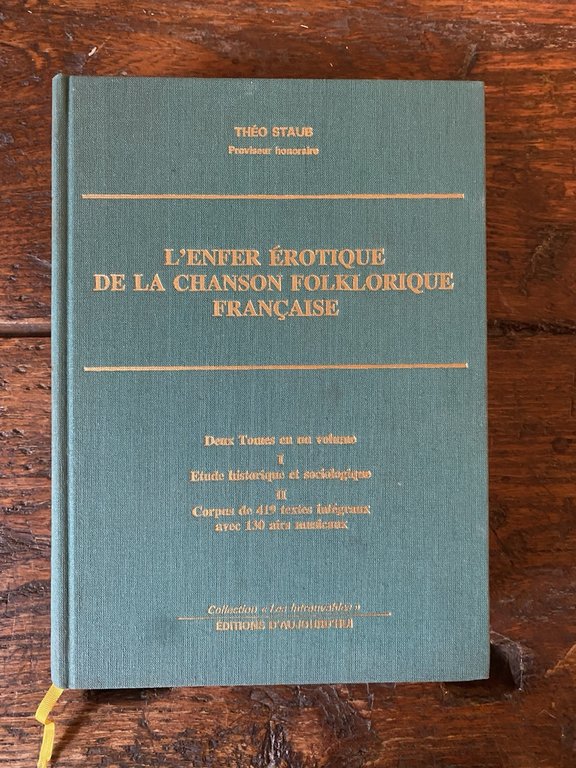 THÉO STAUB
Proviseur honoraire
L'ENFER ÉROTIQUE
DE LA CHANSON FOLKLORIQUE
FRANÇAISE
Deux Tomes en un volume
I
Etude historique et sociologique
II
Corpus de 419 textes intégraux
avec 130 airs musicaux
Collection « Les Introuvables »
ÉDITIONS D'AUJOURD'HUI